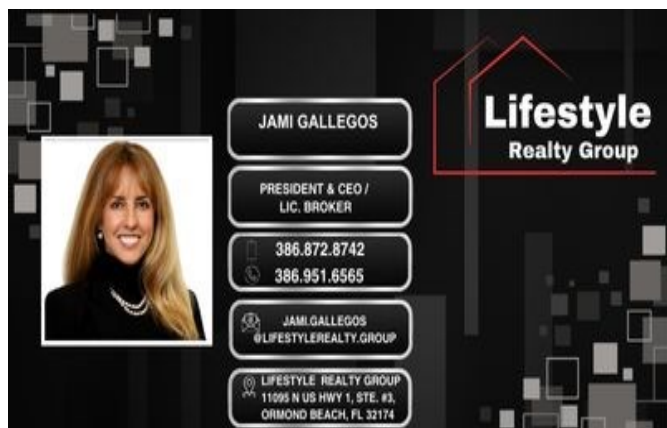 JAMI GALLEGOS
PRESIDENT & CEO /
LIC. BROKER
386.872.8742
386.951.6565
JAMI.GALLEGOS
@LIFESTYLEREALTY.GROUP
LIFESTYLE REALTY GROUP
11095 N US HWY 1, STE. #3,
ORMOND BEACH, FL 32174
Lifestyle
Realty Group